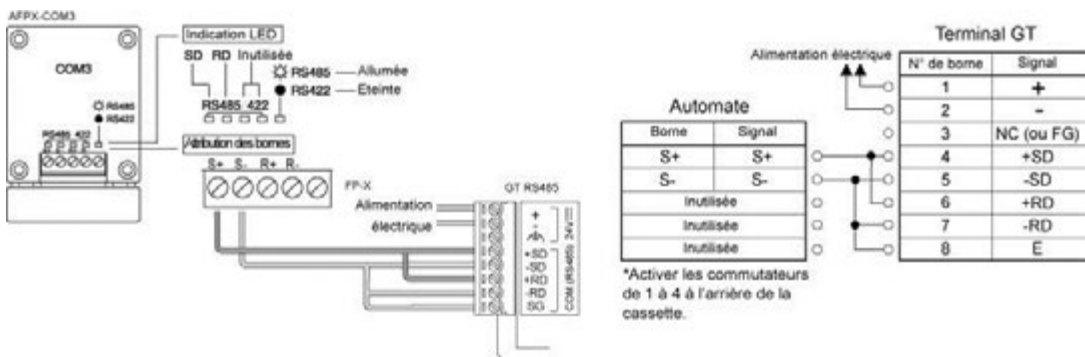 AFPX-COM3
COM3
RS485
RS422
RS485 422
Indication LED
SD RD Inutilisée
RS485 — Allumée
RS422 — Eteinte
RS485 422
Attribution des bornes
S+ S- R+ R-
FP-X
Alimentation
électrique
GT RS485
+
-
24V
+SD
-SD
+RD
-RD
SG
COM (RS485)
Automate
Borne Signal
S+ S+
S- S-
Inutilisée
Inutilisée
Inutilisée
*Activer les commutateurs
de 1 à 4 à l'arrière de la
cassette.
Terminal GT
Alimentation électrique
N° de borne Signal
1 +
2 -
3 NC (ou FG)
4 +SD
5 -SD
6 +RD
7 -RD
8 E